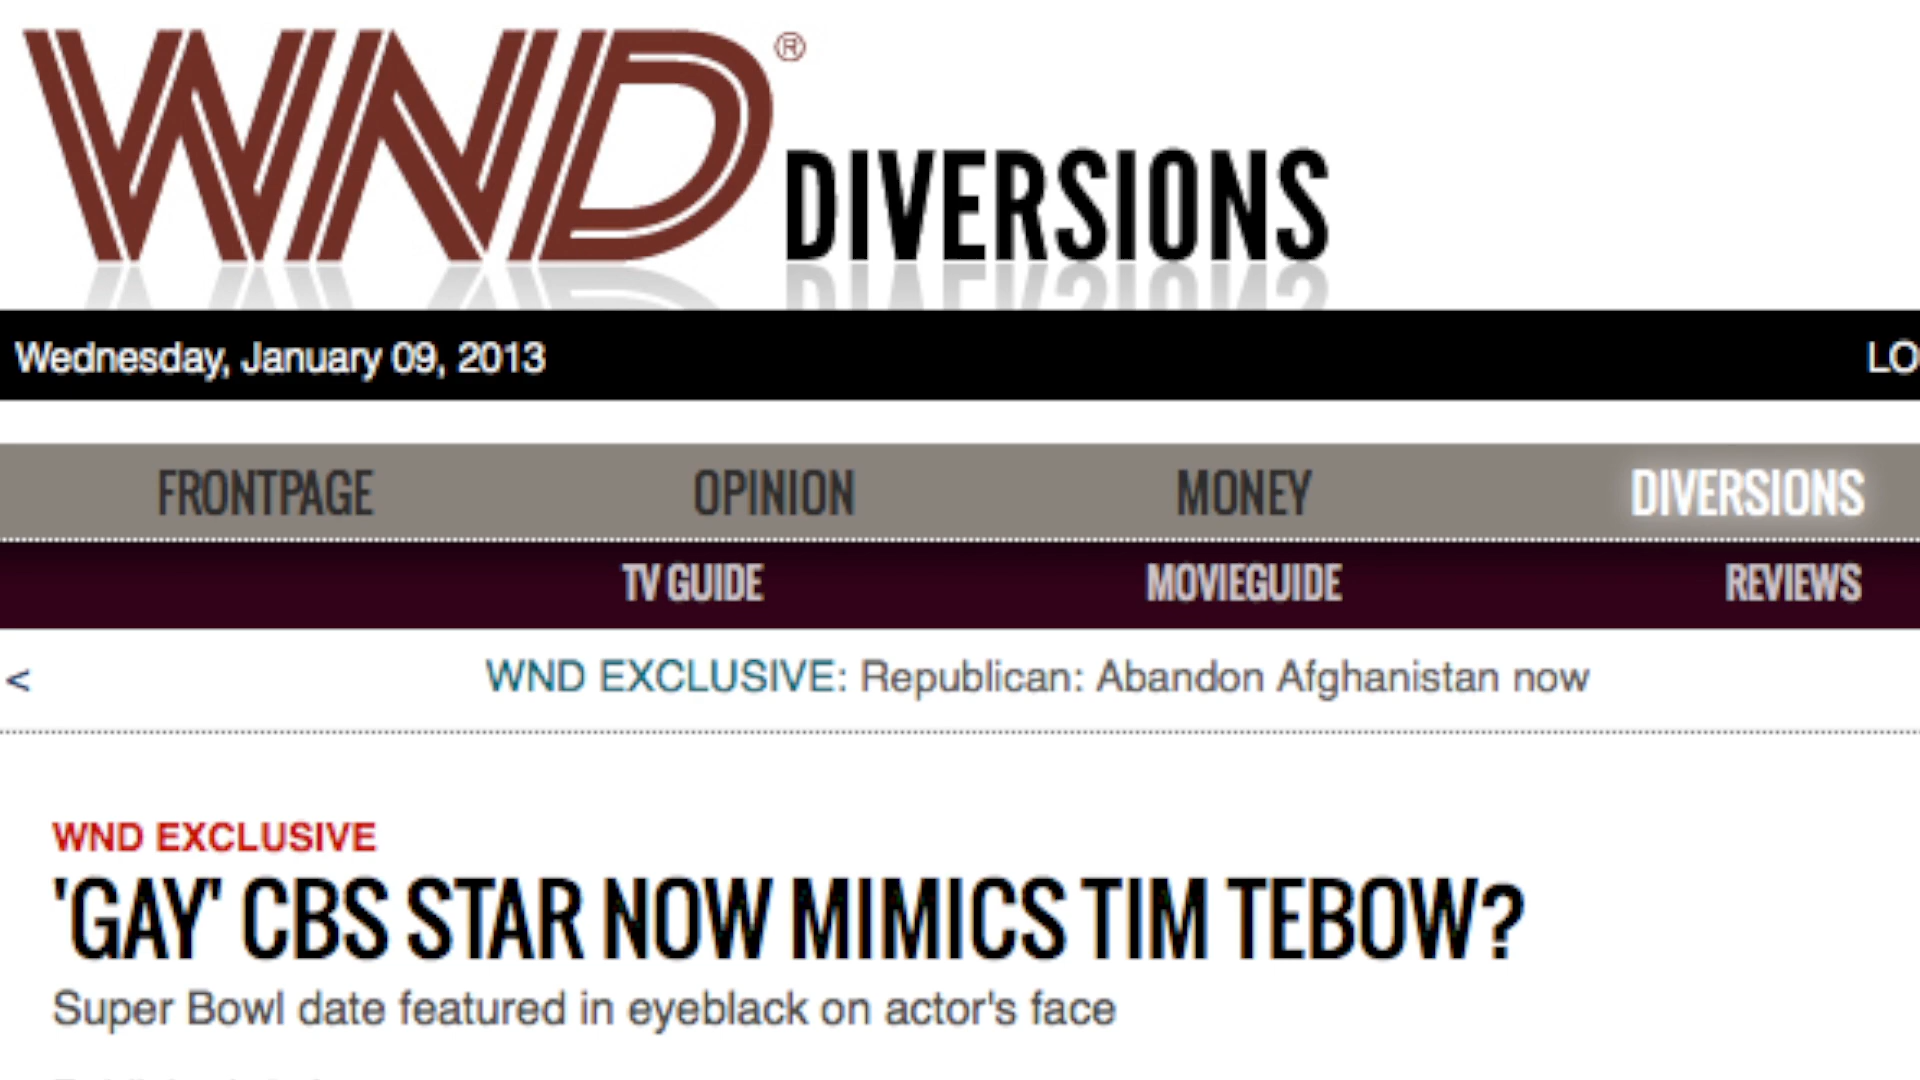 WND®
DIVERSIONS
Wednesday, January 09, 2013
LO
FRONTPAGE OPINION MONEY DIVERSIONS
TV GUIDE MOVIEGUIDE REVIEWS
< WND EXCLUSIVE: Republican: Abandon Afghanistan now
WND EXCLUSIVE
'GAY' CBS STAR NOW MIMICS TIM TEBOW?
Super Bowl date featured in eyeblack on actor's face